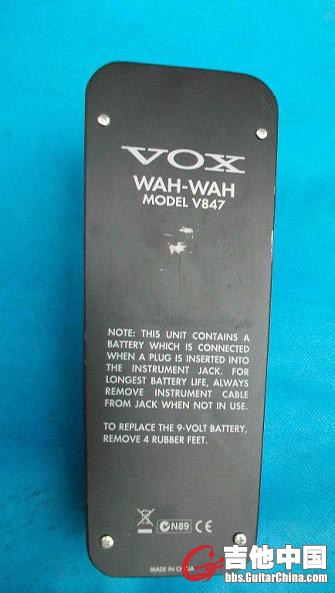 VOX
WAH-WAH
MODEL V847
NOTE: THIS UNIT CONTAINS A
BATTERY WHICH IS CONNECTED
WHEN A PLUG IS INSERTED INTO
THE INSTRUMENT JACK. FOR
LONGEST BATTERY LIFE, ALWAYS
REMOVE INSTRUMENT CABLE
FROM JACK WHEN NOT IN USE.
TO REPLACE THE 9-VOLT BATTERY,
REMOVE 4 RUBBER FEET.
N89 CE
MADE IN CHINA
吉他中国
bbs.GuitarChina.com